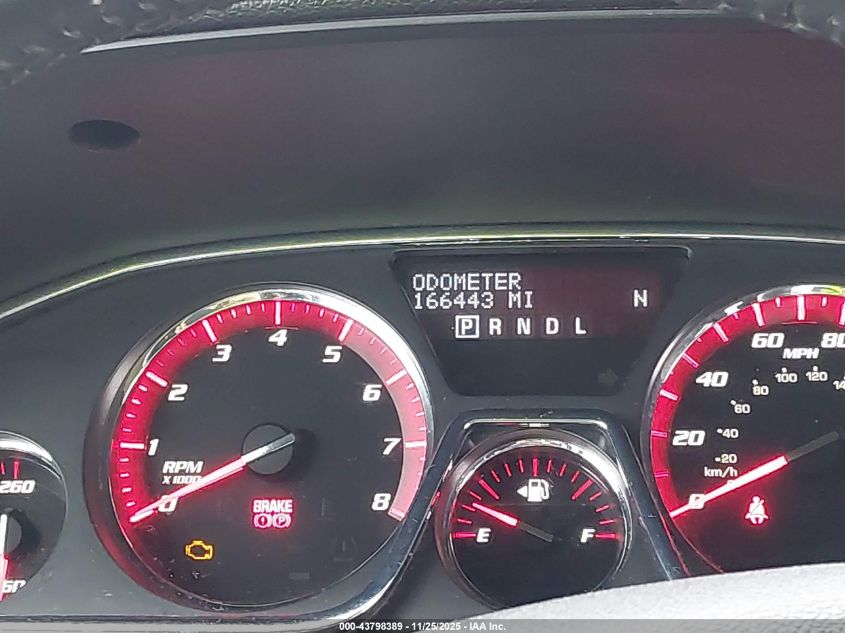 ODOMETER
166443 MI N
P R N D L
0 1 2 3 4 5 6 7 8
RPM
X 1000
BRAKE
P
260
E F
0 20 40 60 80
MPH
20 40 60 80 100 120
km/h
000-43798389 - 11/25/2025 - IAA Inc.